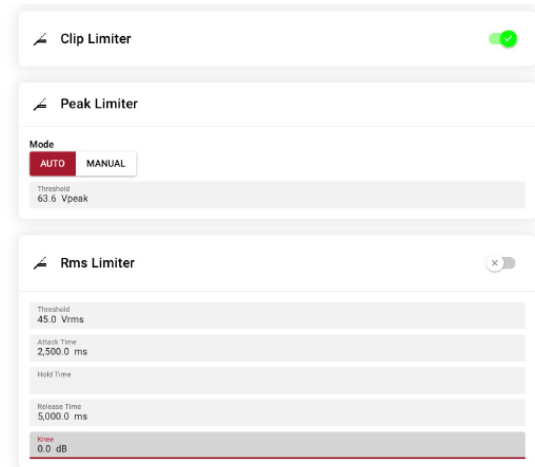 Clip Limiter
Peak Limiter
Mode
AUTO MANUAL
Threshold
63.6 Vpeak
Rms Limiter
Threshold
45.0 Vrms
Attack Time
2,500.0 ms
Hold Time
Release Time
5,000.0 ms
Knee
0.0 dB